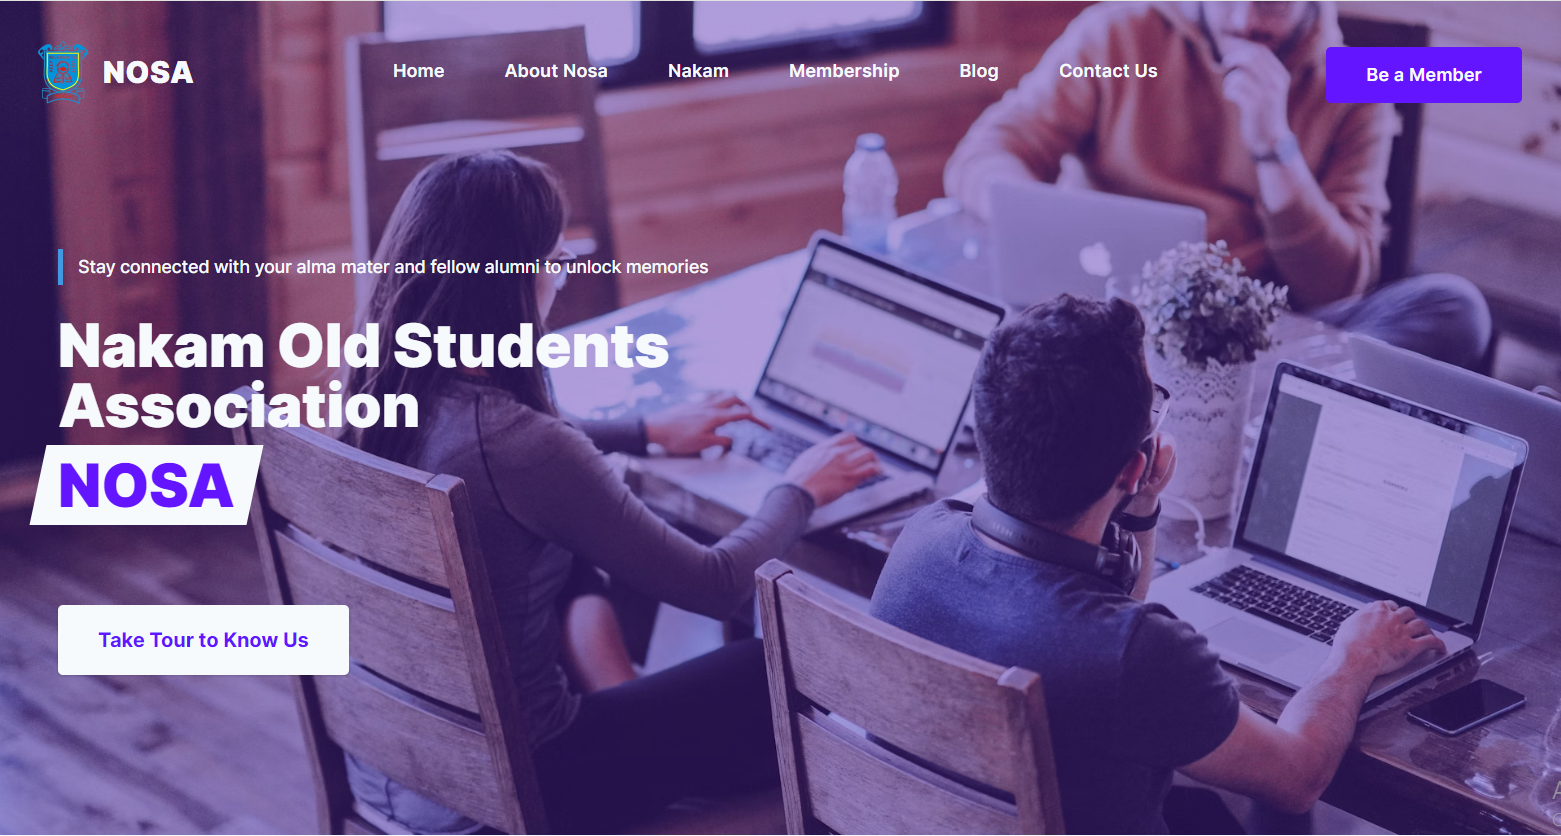 NOSA
Home
About Nosa
Nakam
Membership
Blog
Contact Us
Be a Member
Stay connected with your alma mater and fellow alumni to unlock memories
Nakam Old Students
Association
NOSA
Take Tour to Know Us